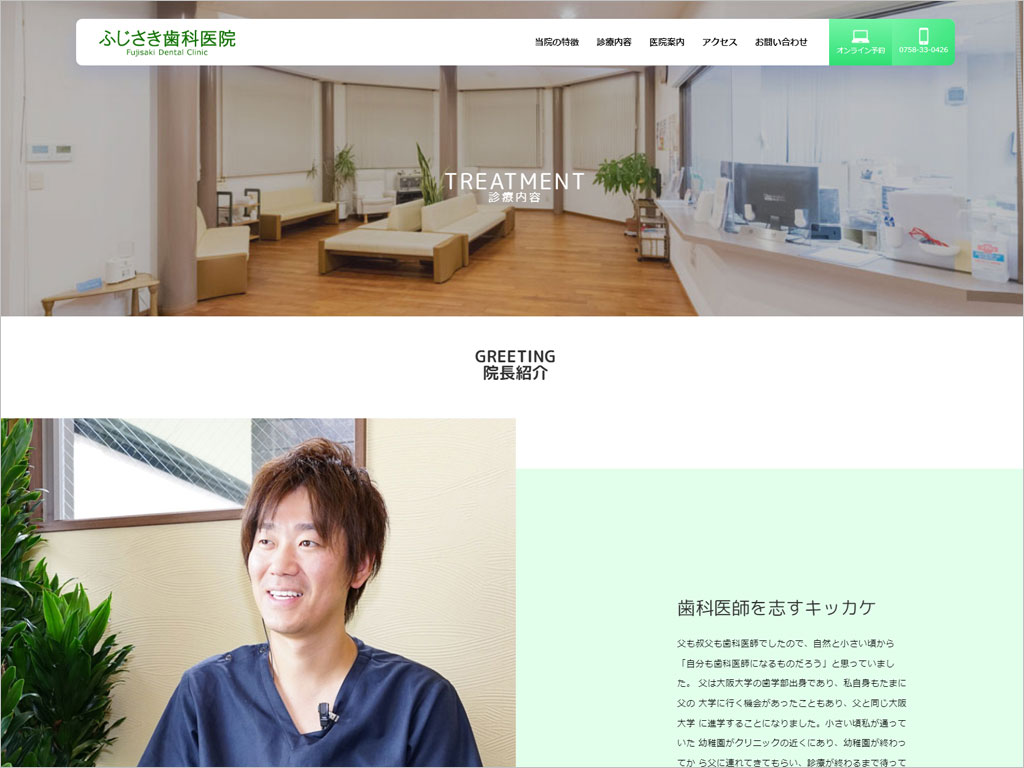 ふじさき歯科医院
Fujisaki Dental Clinic
当院の特徴 診療内容 医院案内 アクセス お問い合わせ
オンライン予約 0758-33-0426
TREATMENT
診療内容
GREETING
院長紹介
歯科医師を志すキッカケ
父も叔父も歯科医師でしたので、自然と小さい頃から
「自分も歯科医師になるものだろう」と思っていまし
た。 父は大阪大学の歯学部出身であり、私自身もたまに
父の 大学に行く機会があったこともあり、父と同じ大阪
大学 に進学することになりました。小さい頃私が通って
いた 幼稚園がクリニックの近くにあり、幼稚園が終わっ
てか ら父に連れてきてもらい、診療が終わるまで待って